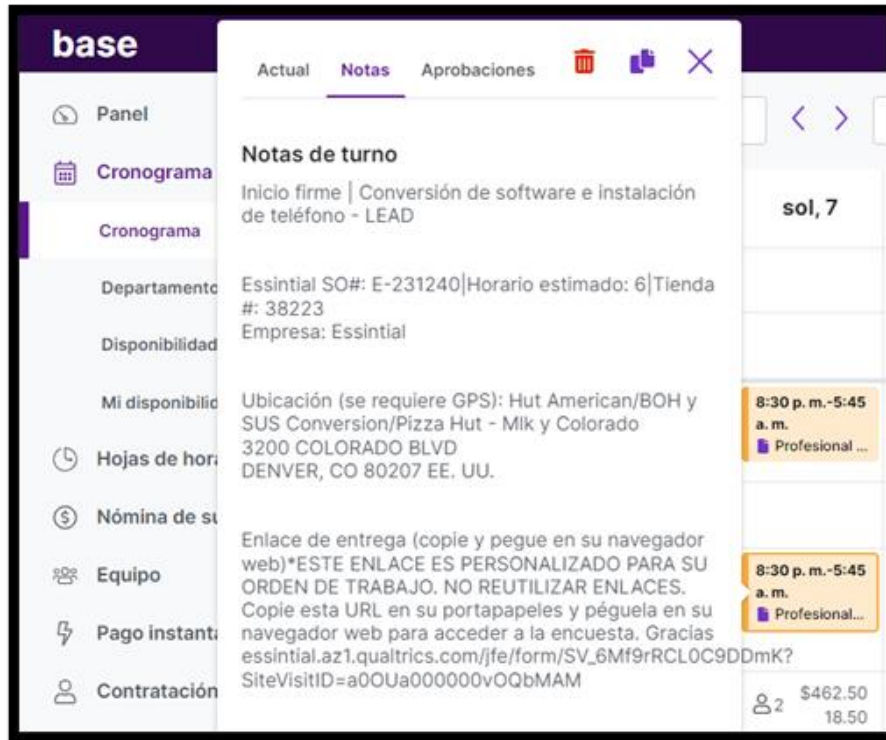 base
Panel
Cronograma
Cronograma
Departamento
Disponibilidad
Mi disponibilid
Hojas de hora
Nómina de su
Equipo
Pago instanta
Contratación
Actual Notas Aprobaciones
Notas de turno
Inicio firme | Conversión de software e instalación
de teléfono - LEAD
Essintial SO#: E-231240|Horario estimado: 6|Tienda
#: 38223
Empresa: Essintial
Ubicación (se requiere GPS): Hut American/BOH y
SUS Conversion/Pizza Hut - Mlk y Colorado
3200 COLORADO BLVD
DENVER, CO 80207 EE. UU.
Enlace de entrega (copie y pegue en su navegador
web)*ESTE ENLACE ES PERSONALIZADO PARA SU
ORDEN DE TRABAJO. NO REUTILIZAR ENLACES.
Copie esta URL en su portapapeles y péguela en su
navegador web para acceder a la encuesta. Gracias
essintial.az1.qualtrics.com/jfe/form/SV_6Mf9rRCL0C9DDmK?
SiteVisitID=a0OUa000000vOQbMAM
sol, 7
8:30 p. m.-5:45
a. m.
Profesional ...
8:30 p. m.-5:45
a. m.
Profesional...
2 $462.50
18.50